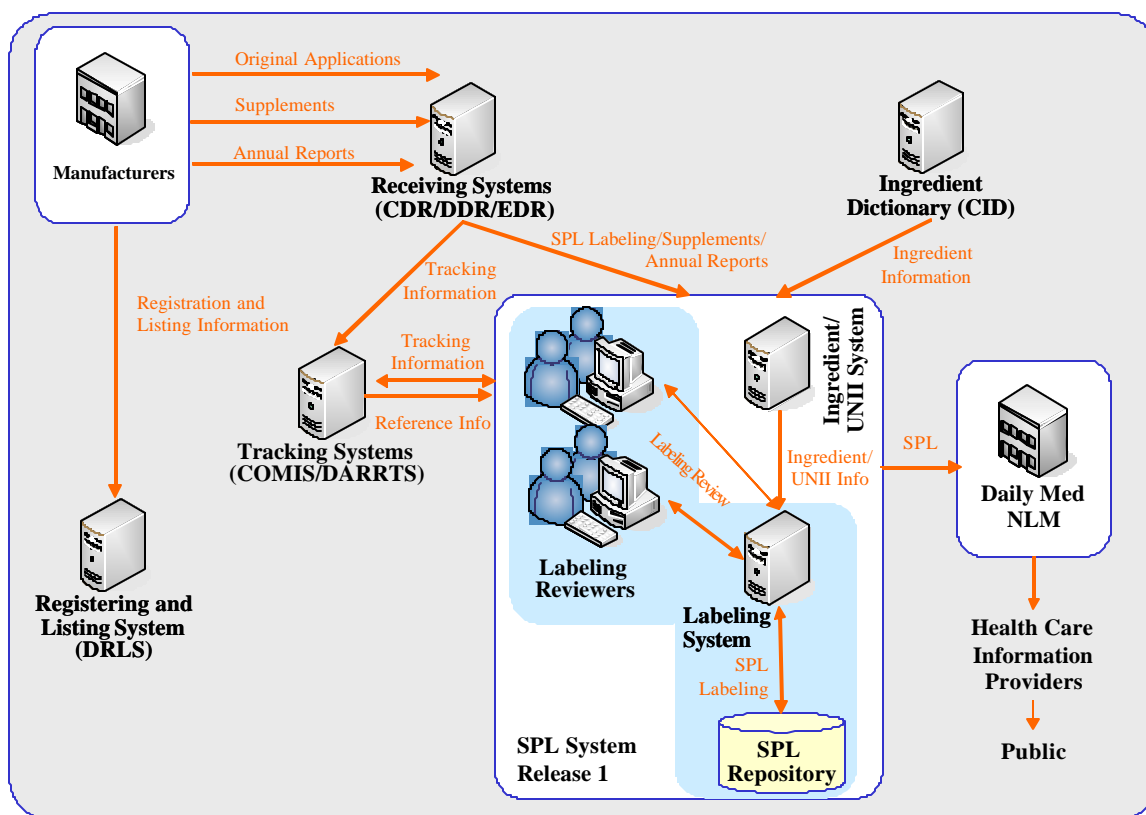 Original Applications
Supplements
Annual Reports
Manufacturers
Receiving Systems
(CDR/DDR/EDR)
Ingredient
Dictionary (CID)
SPL Labeling/Supplements/
Annual Reports
Ingredient
Information
Tracking
Information
Registration and
Listing Information
Tracking
Information
Reference Info
Tracking Systems
(COMIS/DARRTS)
Ingredient/
UNII System
Labeling Review
Ingredient/
UNII Info
SPL
Daily Med
NLM
Labeling
Reviewers
Labeling
System
Registering and
Listing System
(DRLS)
Health Care
Information
Providers
SPL
Labeling
SPL System
Release 1
SPL
Repository
Public